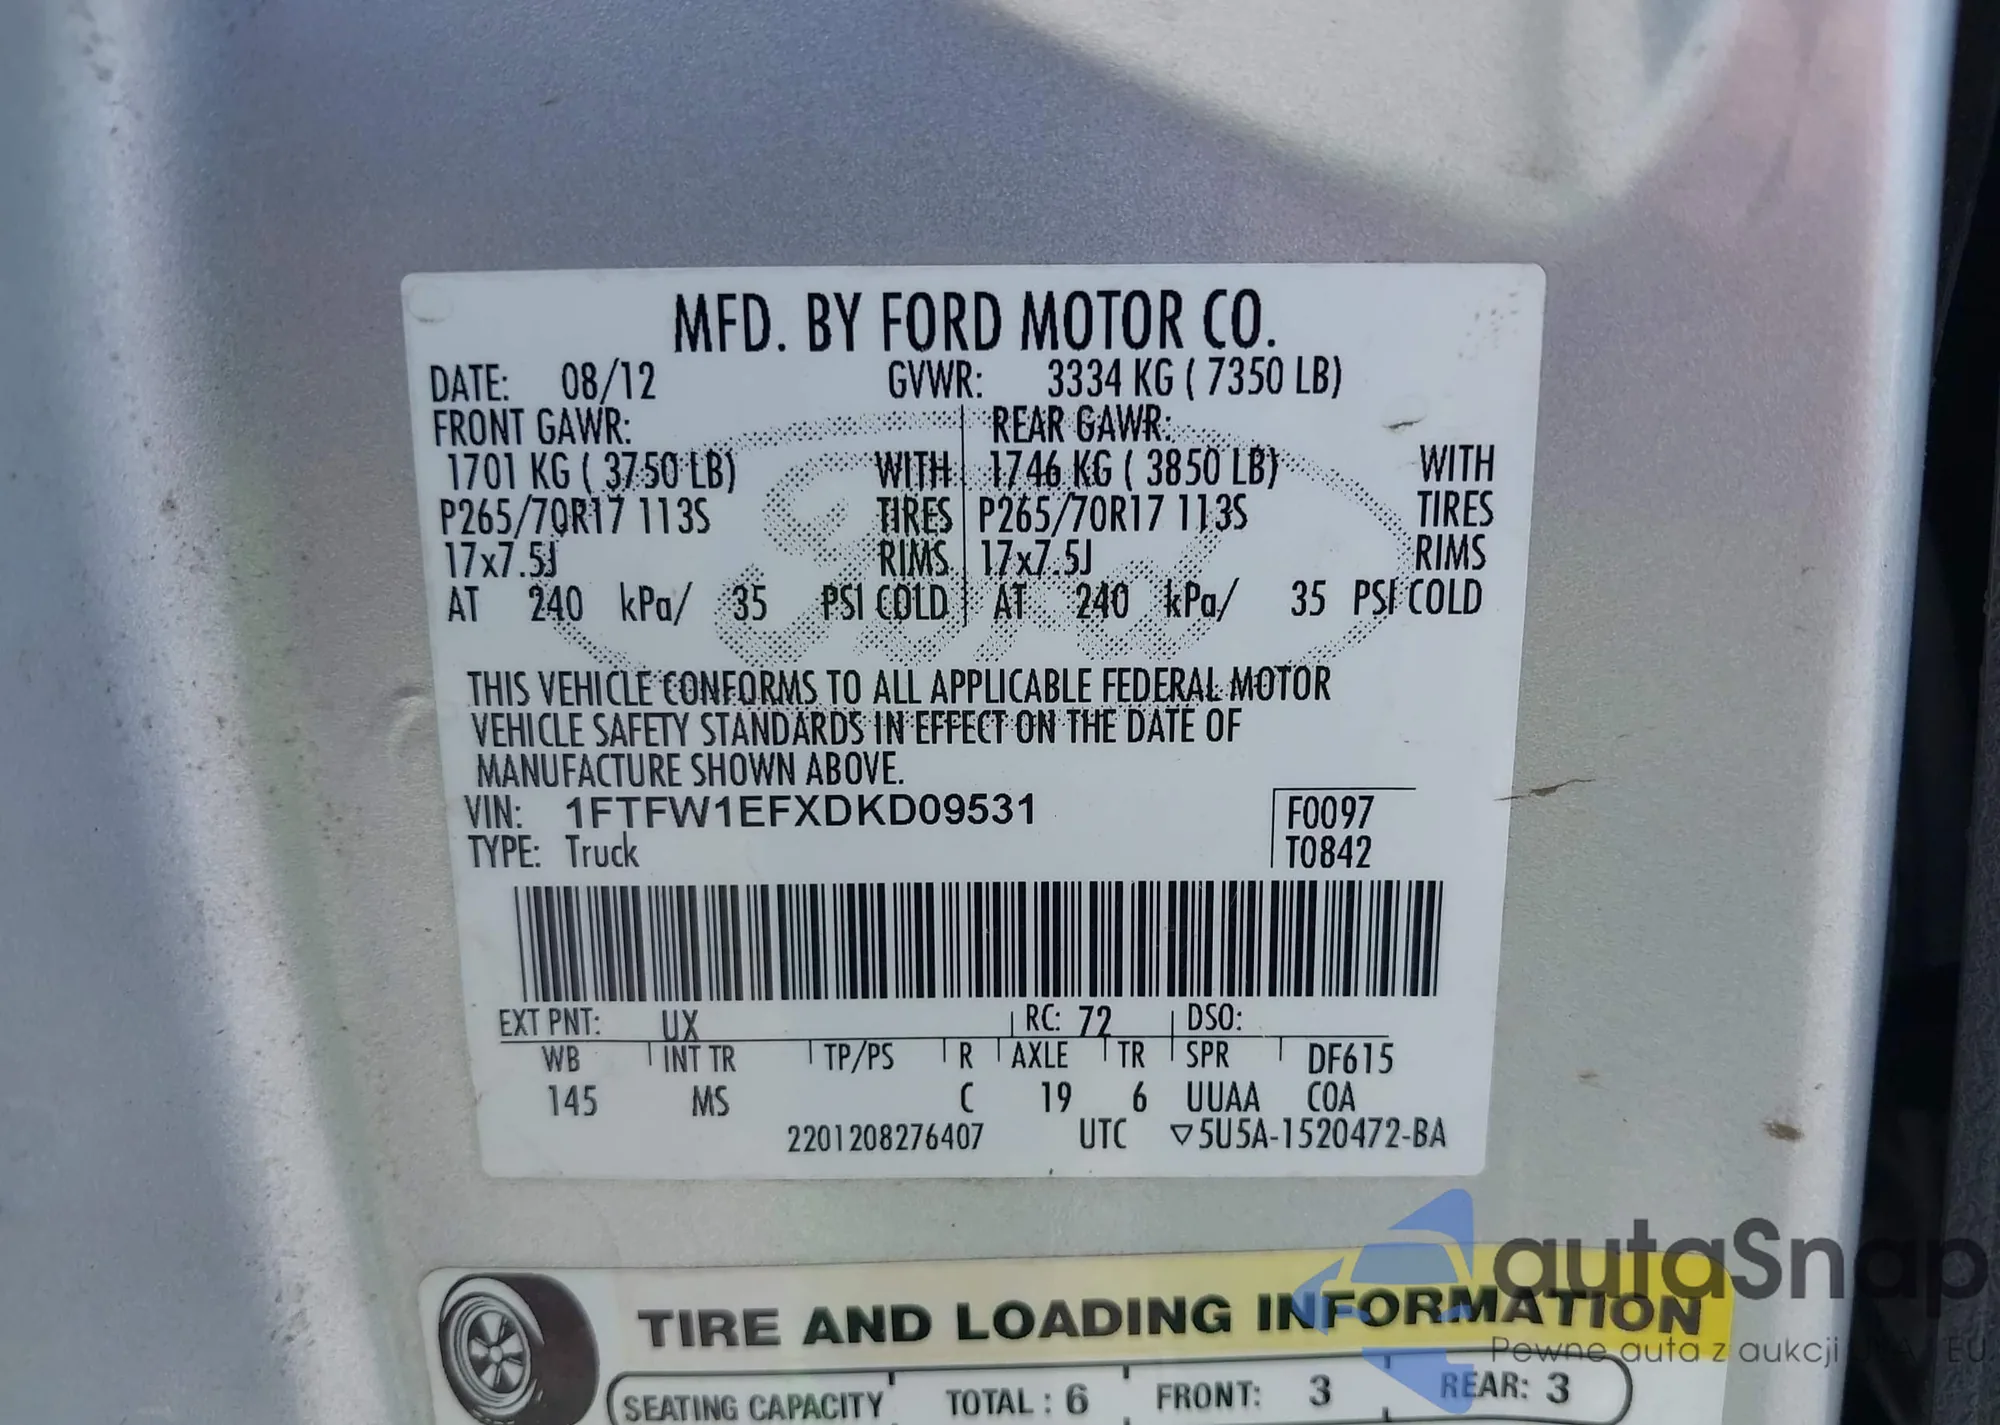 MFD. BY FORD MOTOR CO.
DATE: 08/12 GVWR: 3334 KG ( 7350 LB)
FRONT GAWR: REAR GAWR:
1701 KG ( 3750 LB) WITH 1746 KG ( 3850 LB) WITH
P265/70R17 113S TIRES P265/70R17 113S TIRES
17x7.5J RIMS 17x7.5J RIMS
AT 240 kPa/ 35 PSI COLD AT 240 kPa/ 35 PSI COLD
THIS VEHICLE CONFORMS TO ALL APPLICABLE FEDERAL MOTOR
VEHICLE SAFETY STANDARDS IN EFFECT ON THE DATE OF
MANUFACTURE SHOWN ABOVE.
VIN: 1FTFW1EFXDKD09531 F0097
TYPE: Truck T0842
EXT PNT: UX RC: 72 DSO:
WB INT TR TP/PS R AXLE TR SPR DF615
145 MS C 19 6 UUAA COA
2201208276407 UTC ▽5U5A-1520472-BA
TIRE AND LOADING INFORMATION
SEATING CAPACITY TOTAL : 6 FRONT: 3 REAR: 3
autaSnap
Pewne auta z aukcji EU.